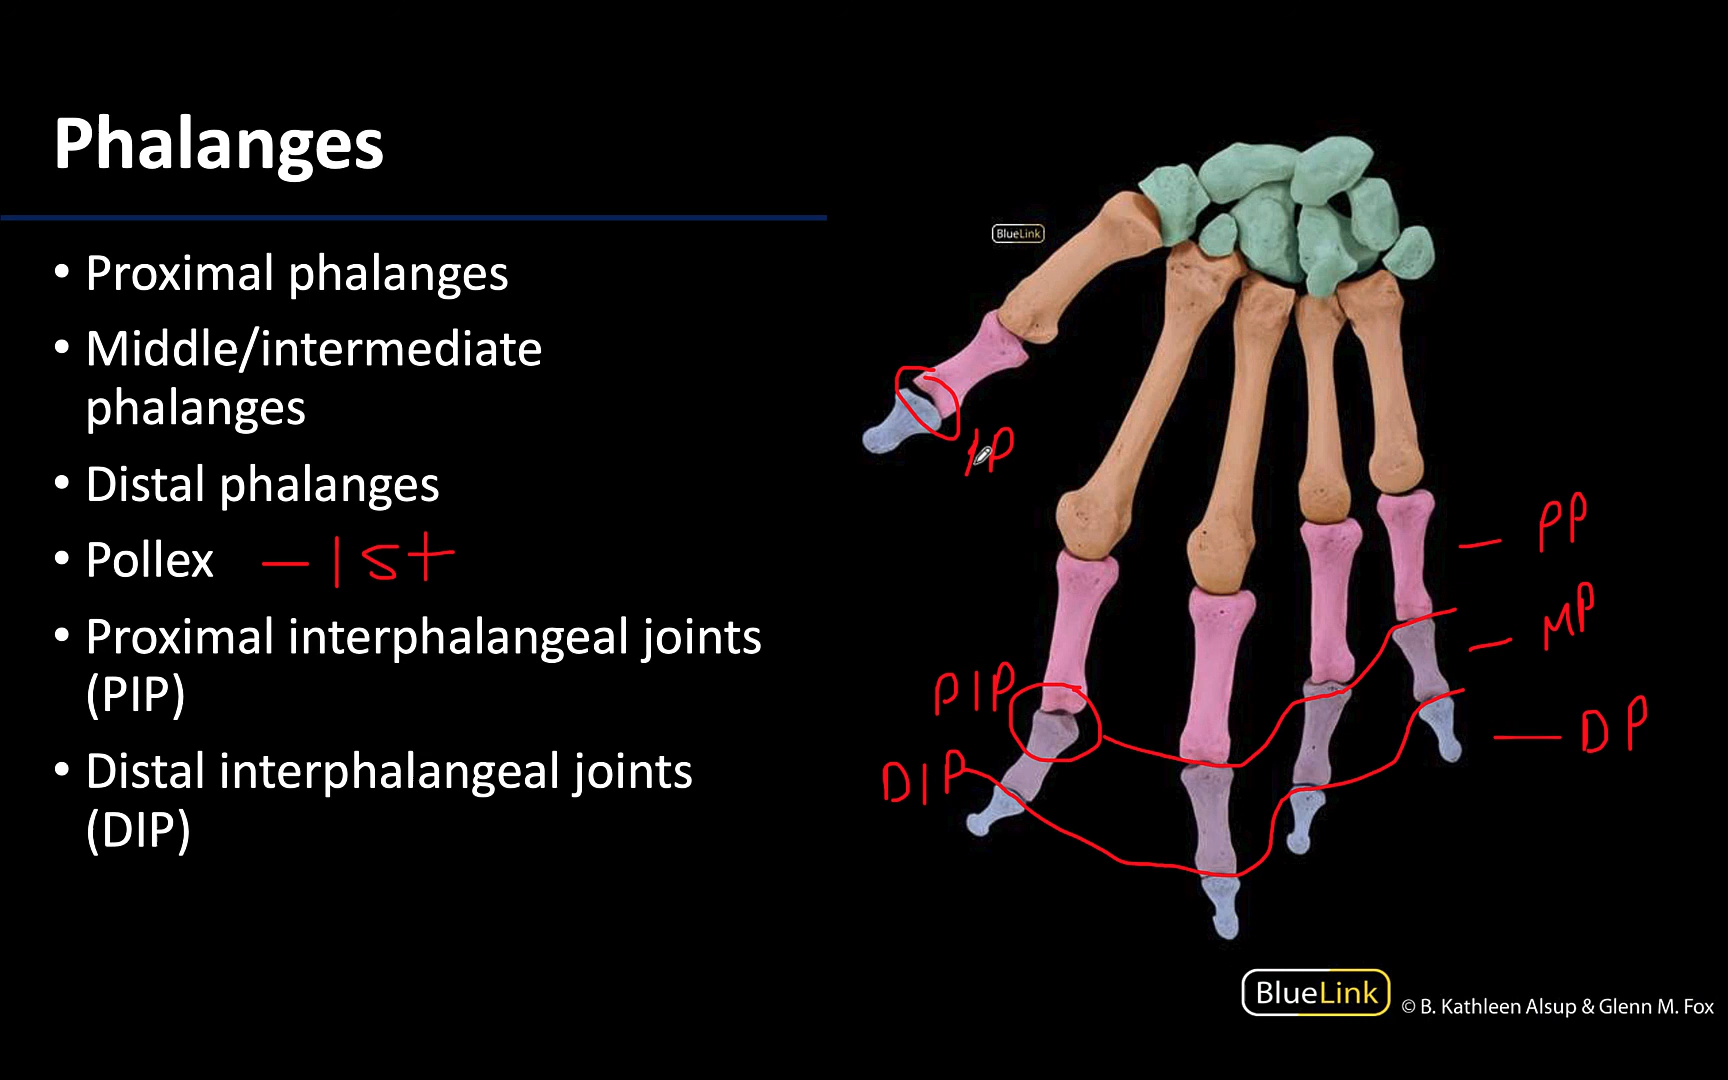 Phalanges
• Proximal phalanges
• Middle/intermediate
phalanges
• Distal phalanges
• Pollex — 1st
• Proximal interphalangeal joints
(PIP)
• Distal interphalangeal joints
(DIP)
BlueLink
IP
— PP
— MP
PIP
— DP
DIP
BlueLink
© B. Kathleen Alsup & Glenn M. Fox